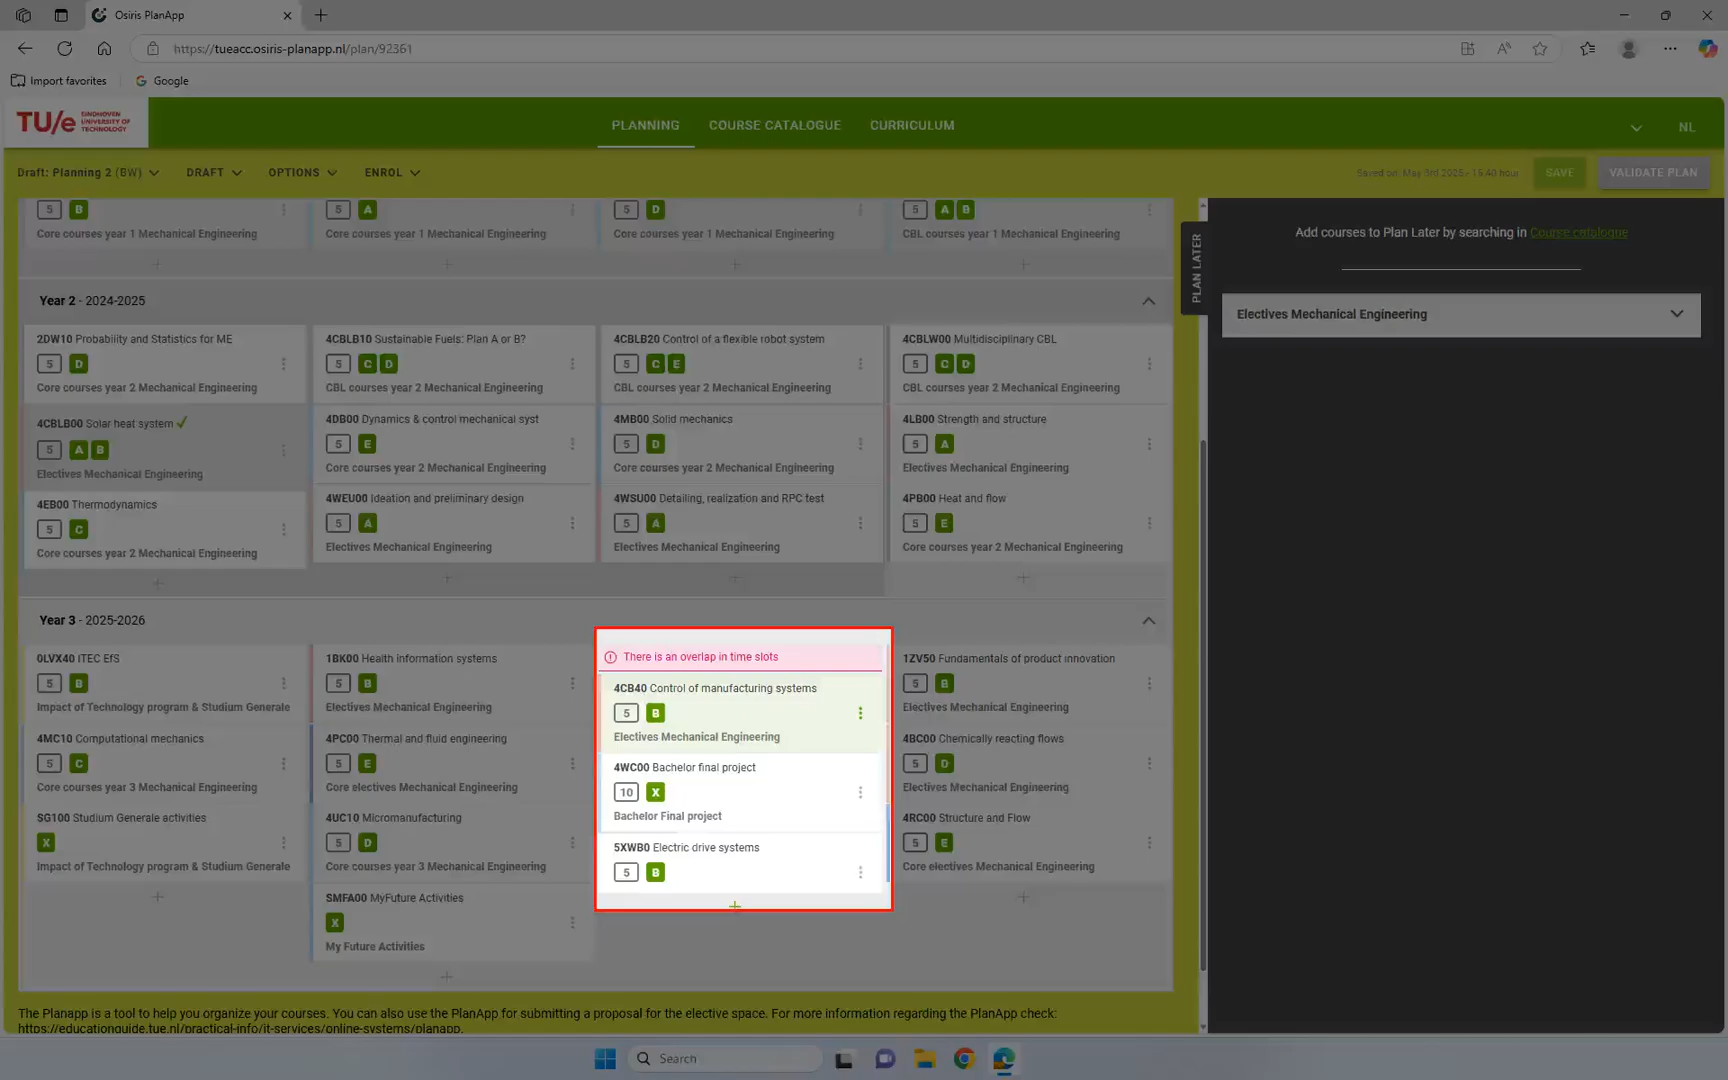 Osiris PlanApp
https://tueacc.osiris-planapp.nl/plan/92361
Import favorites
Google
TU/e EINDHOVEN UNIVERSITY OF TECHNOLOGY
PLANNING
COURSE CATALOGUE
CURRICULUM
NL
Draft: Planning 2 (BW)
DRAFT
OPTIONS
ENROL
Saved on: May 3rd 2025 - 15:40 hour
SAVE
VALIDATE PLAN
5 B
Core courses year 1 Mechanical Engineering
5 A
Core courses year 1 Mechanical Engineering
5 D
Core courses year 1 Mechanical Engineering
5 A B
CBL courses year 1 Mechanical Engineering
Year 2 - 2024-2025
2DW10 Probability and Statistics for ME
5 D
Core courses year 2 Mechanical Engineering
4CBLB10 Sustainable Fuels: Plan A or B?
5 C D
CBL courses year 2 Mechanical Engineering
4CBLB20 Control of a flexible robot system
5 C E
CBL courses year 2 Mechanical Engineering
4CBLW00 Multidisciplinary CBL
5 C D
CBL courses year 2 Mechanical Engineering
4CBLB00 Solar heat system
5 A B
Electives Mechanical Engineering
4DB00 Dynamics & control mechanical syst
5 E
Core courses year 2 Mechanical Engineering
4MB00 Solid mechanics
5 D
Core courses year 2 Mechanical Engineering
4LB00 Strength and structure
5 A
Electives Mechanical Engineering
4EB00 Thermodynamics
5 C
Core courses year 2 Mechanical Engineering
4WEU00 Ideation and preliminary design
5 A
Electives Mechanical Engineering
4WSU00 Detailing, realization and RPC test
5 A
Electives Mechanical Engineering
4PB00 Heat and flow
5 E
Core courses year 2 Mechanical Engineering
Year 3 - 2025-2026
0LVX40 ITEC EfS
5 B
Impact of Technology program & Studium Generale
4MC10 Computational mechanics
5 C
Core courses year 3 Mechanical Engineering
SG100 Studium Generale activities
X
Impact of Technology program & Studium Generale
1BK00 Health information systems
5 B
Electives Mechanical Engineering
4PC00 Thermal and fluid engineering
5 E
Core electives Mechanical Engineering
4UC10 Micromanufacturing
5 D
Core courses year 3 Mechanical Engineering
SMFA00 MyFuture Activities
X
My Future Activities
There is an overlap in time slots
4CB40 Control of manufacturing systems
5 B
Electives Mechanical Engineering
4WC00 Bachelor final project
10 X
Bachelor Final project
5XWB0 Electric drive systems
5 B
1ZV50 Fundamentals of product innovation
5 B
Electives Mechanical Engineering
4BC00 Chemically reacting flows
5 D
Electives Mechanical Engineering
4RC00 Structure and Flow
5 E
Core electives Mechanical Engineering
PLAN LATER
Add courses to Plan Later by searching in Course catalogue
Electives Mechanical Engineering
The Planapp is a tool to help you organize your courses. You can also use the PlanApp for submitting a proposal for the elective space. For more information regarding the PlanApp check:
https://educationguide.tue.nl/practical-info/it-services/online-systems/planapp.
Search